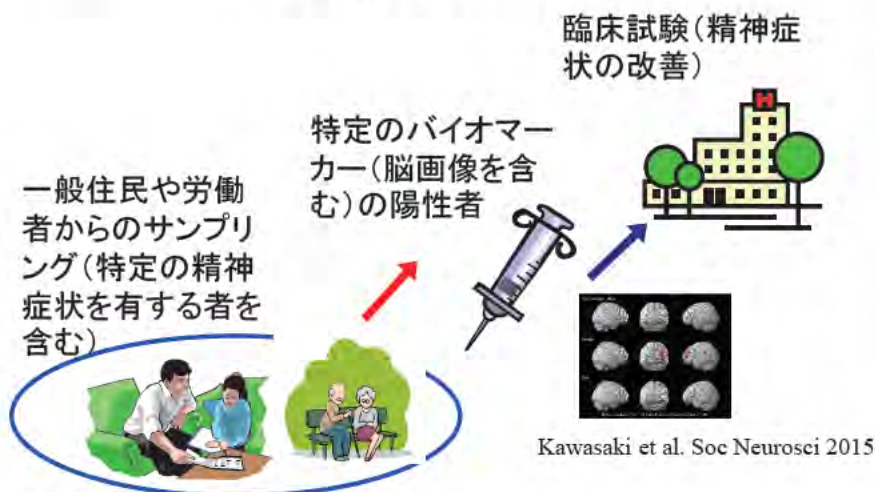 臨床試験(精神症
状の改善)
特定のバイオマー
カー(脳画像を含
む)の陽性者
一般住民や労働
者からのサンプリ
ング(特定の精神
症状を有する者を
含む)
H
Kawasaki et al. Soc Neurosci 2015